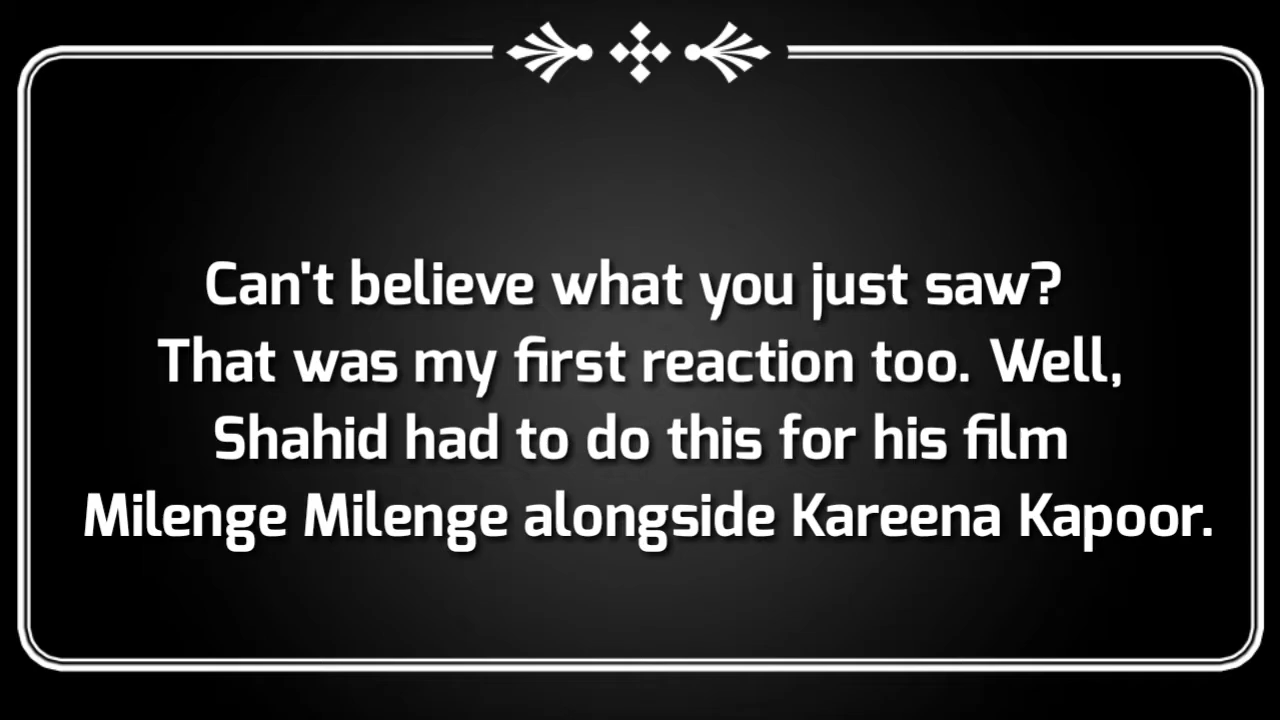 Can't believe what you just saw?
That was my first reaction too. Well,
Shahid had to do this for his film
Milenge Milenge alongside Kareena Kapoor.